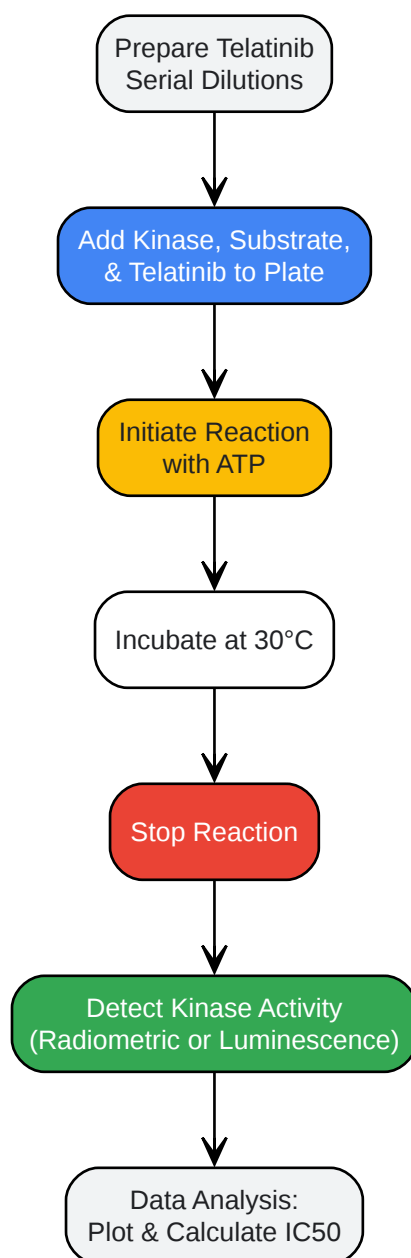 Prepare Telatinib
Serial Dilutions
Add Kinase, Substrate,
& Telatinib to Plate
Initiate Reaction
with ATP
Incubate at 30°C
Stop Reaction
Detect Kinase Activity
(Radiometric or Luminescence)
Data Analysis:
Plot & Calculate IC50